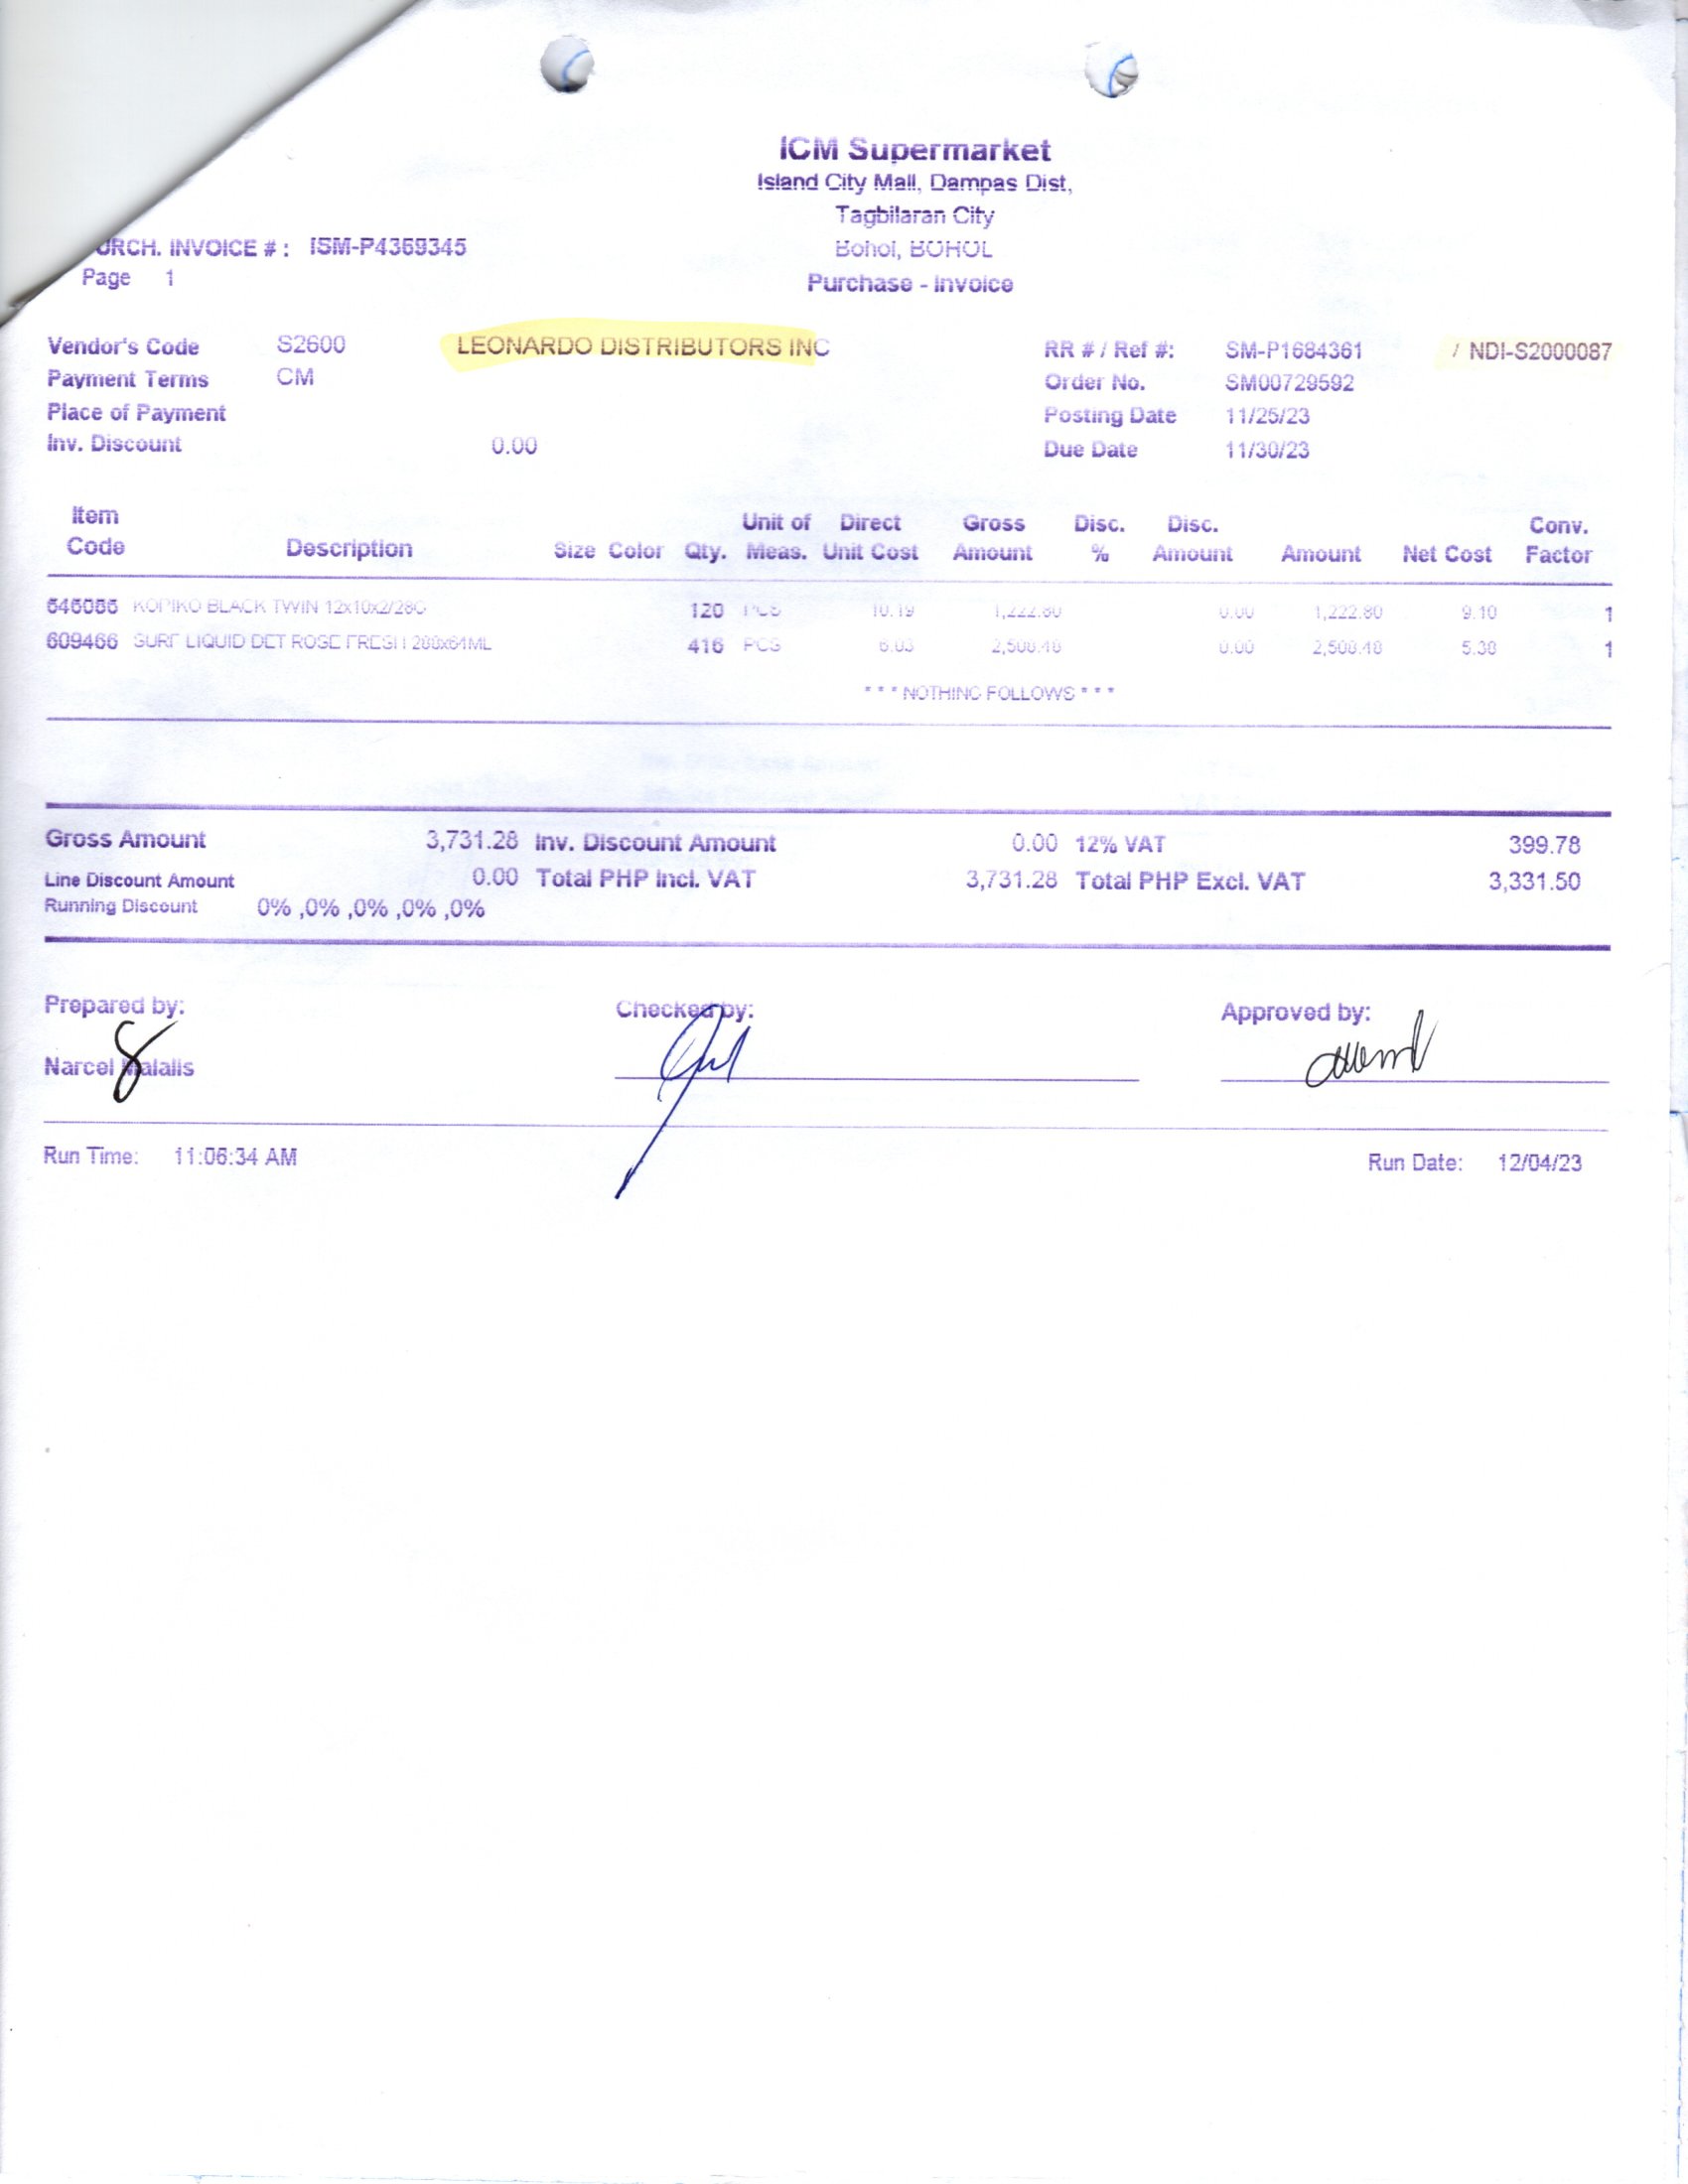 ICM Supermarket
Island City Mall, Dampas Dist,
Tagbilaran City
Bohol, BOHOL
Purchase - Invoice
URCH. INVOICE # : ISM-P4369345
Page 1
Vendor's Code S2600 LEONARDO DISTRIBUTORS INC RR # / Ref #: SM-P1684361 / NDI-S2000087
Payment Terms CM Order No. SM00729592
Place of Payment Posting Date 11/25/23
Inv. Discount 0.00 Due Date 11/30/23
Item Code Description Size Color Qty. Unit of Meas. Direct Unit Cost Gross Amount Disc. % Disc. Amount Amount Net Cost Conv. Factor
KOPIKO BLACK TWIN 12x10x2/28G 120 PCS 10.19 1,222.80 0.00 1,222.80 9.10 1
609466 SURF LIQUID DET ROSE FRESH 288x64ML 416 PCS 6.03 2,508.48 0.00 2,508.48 5.38 1
* * * NOTHING FOLLOWS * * *
Gross Amount 3,731.28 Inv. Discount Amount 0.00 12% VAT 399.78
Line Discount Amount 0.00 Total PHP Incl. VAT 3,731.28 Total PHP Excl. VAT 3,331.50
Running Discount 0% ,0% ,0% ,0% ,0%
Prepared by: Checked by: Approved by:
Narcel
Run Time: 11:06:34 AM Run Date: 12/04/23